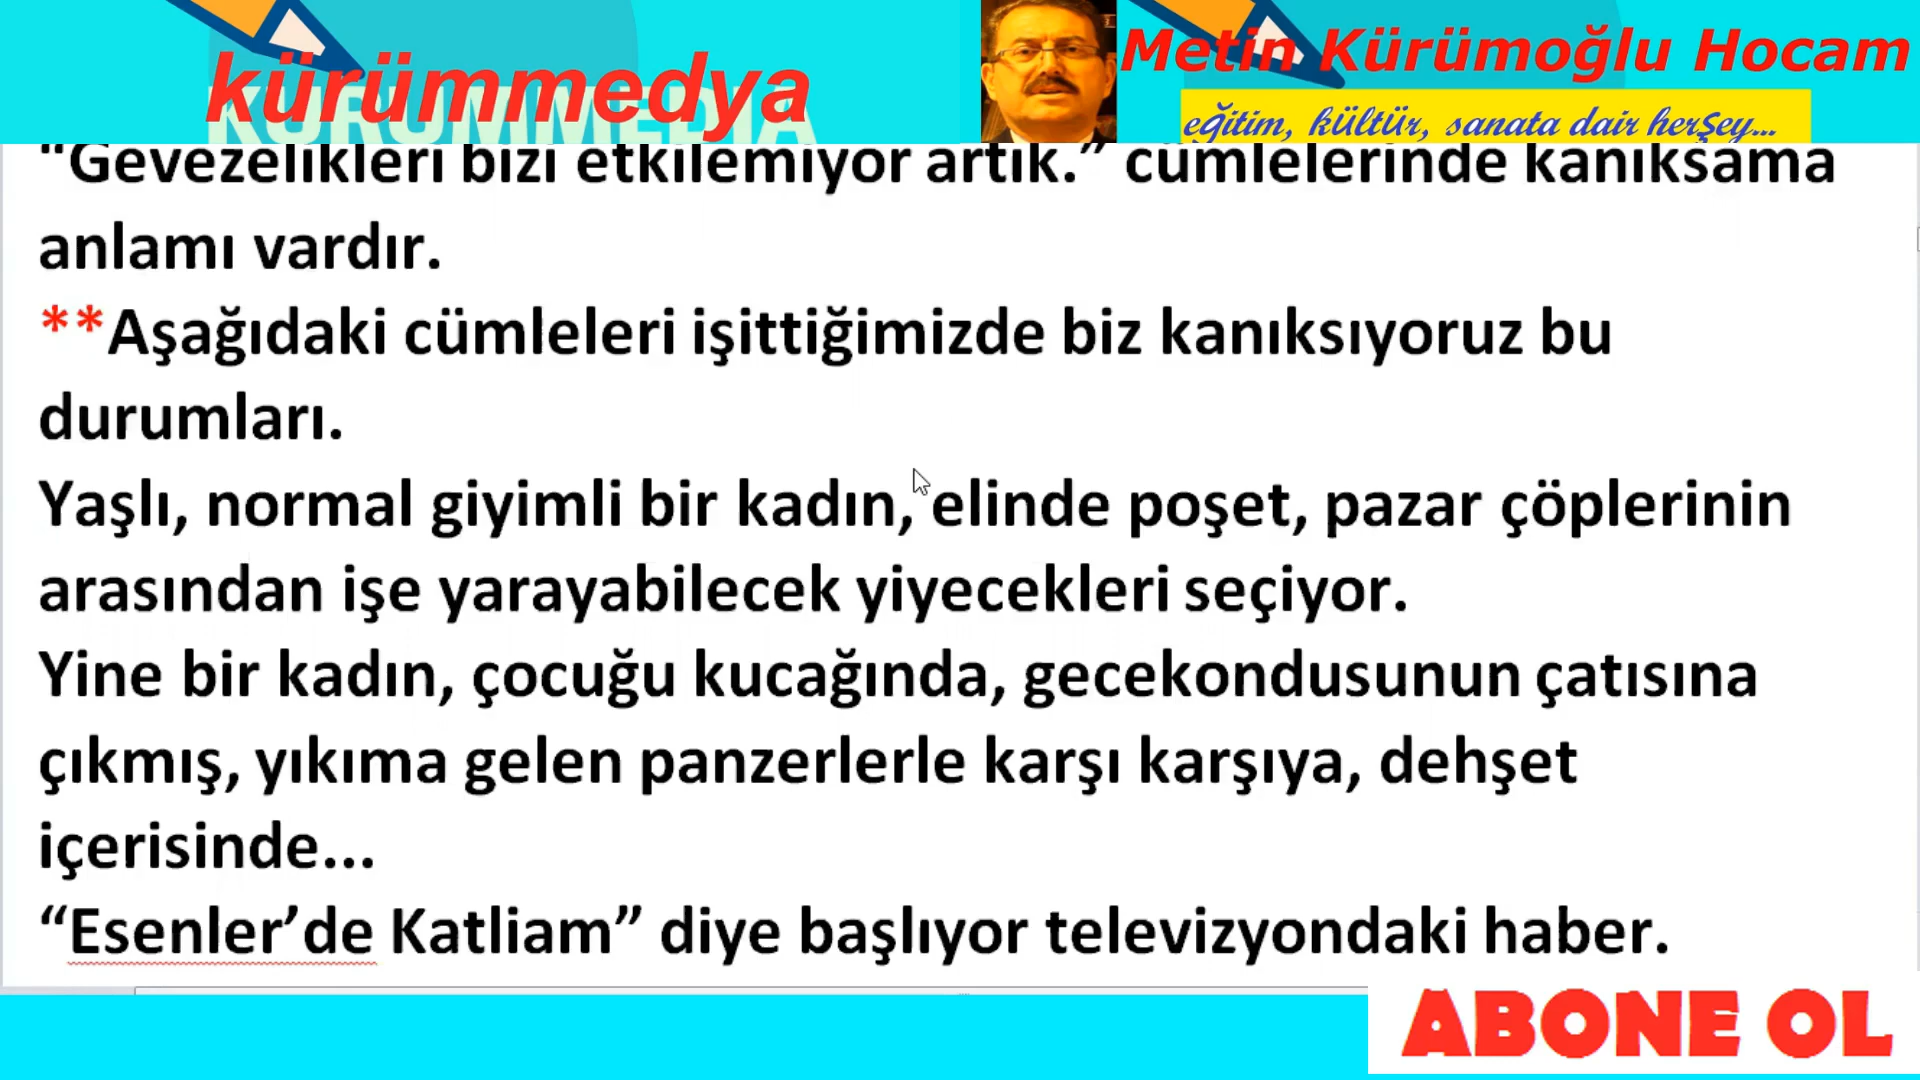 kürümmedya
KÜRÜMMEDIA
Metin Kürümoğlu Hocam
eğitim, kültür, sanata dair herşey...
“Gevezelikleri bizi etkilemiyor artık.” cümlelerinde kanıksama
anlamı vardır.
**Aşağıdaki cümleleri işittiğimizde biz kanıksıyoruz bu
durumları.
Yaşlı, normal giyimli bir kadın, elinde poşet, pazar çöplerinin
arasından işe yarayabilecek yiyecekleri seçiyor.
Yine bir kadın, çocuğu kucağında, gecekondusunun çatısına
çıkmış, yıkıma gelen panzerlerle karşı karşıya, dehşet
içerisinde...
“Esenler’de Katliam” diye başlıyor televizyondaki haber.
ABONE OL